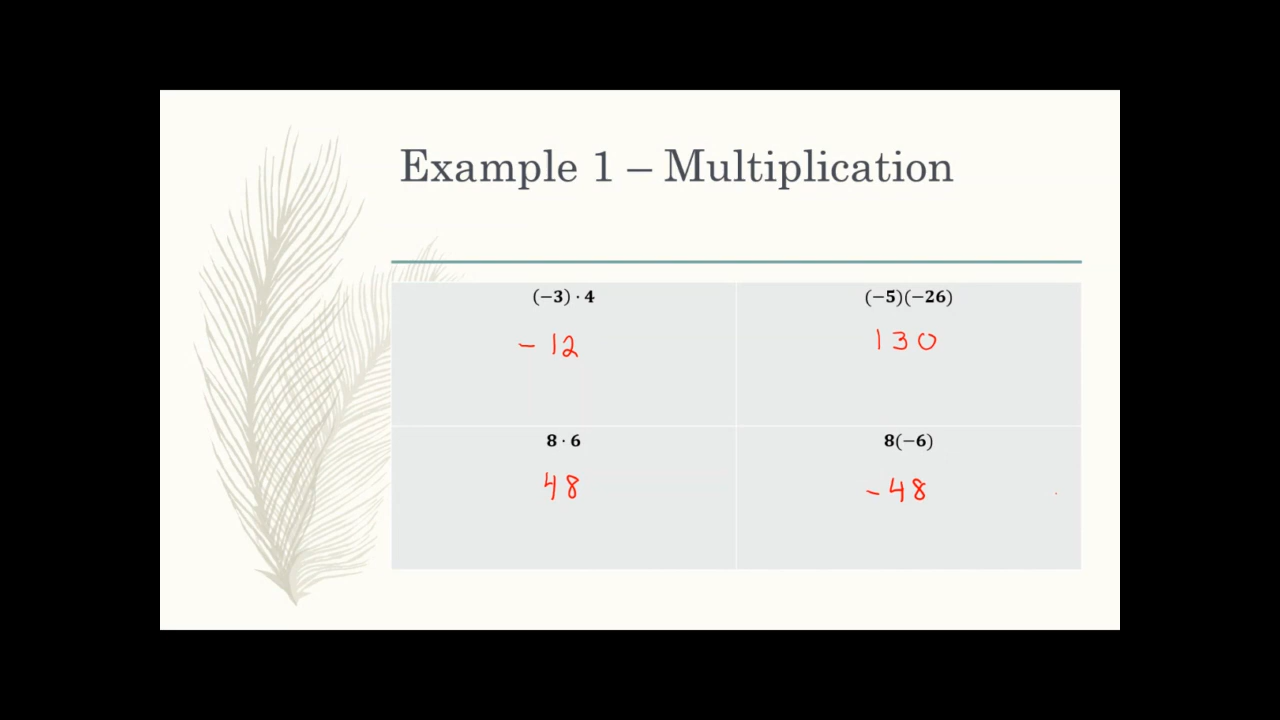 Example 1 – Multiplication
(−3) · 4
(−5)(−26)
− 12
130
8 · 6
8(−6)
48
− 48